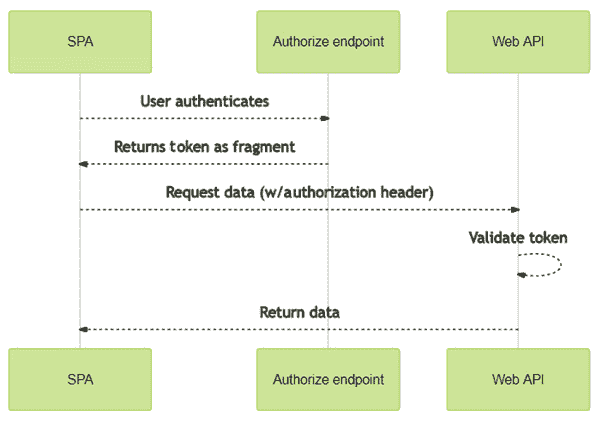 SPA
Authorize endpoint
Web API
User authenticates
Returns token as fragment
Request data (w/authorization header)
Validate token
Return data
SPA
Authorize endpoint
Web API